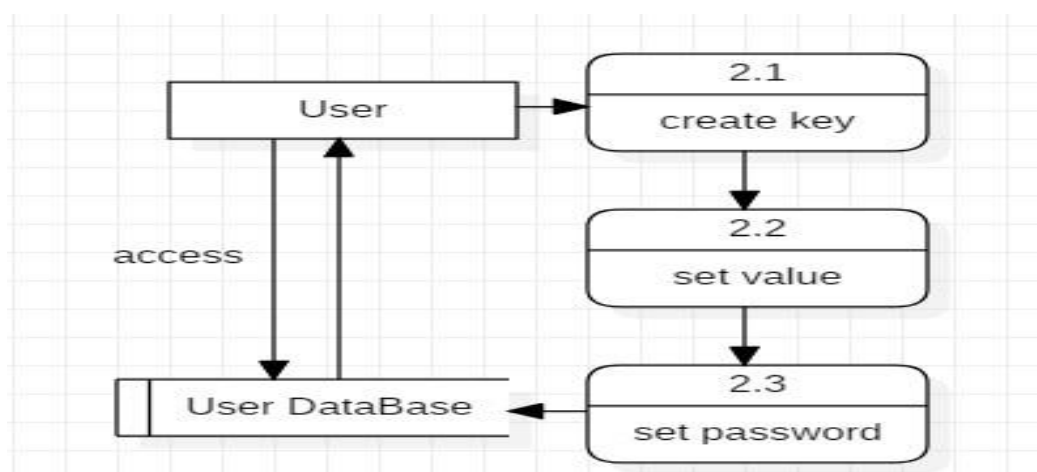 User
2.1
create key
2.2
set value
access
2.3
set password
User DataBase